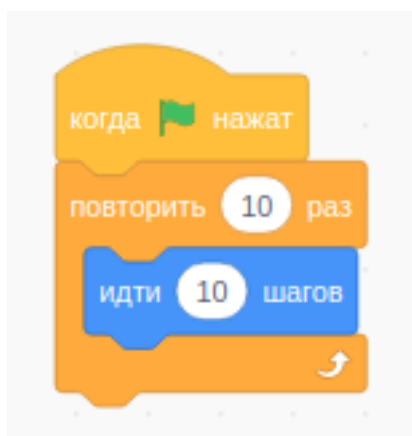 когда нажат
повторить 10 раз
идти 10 шагов